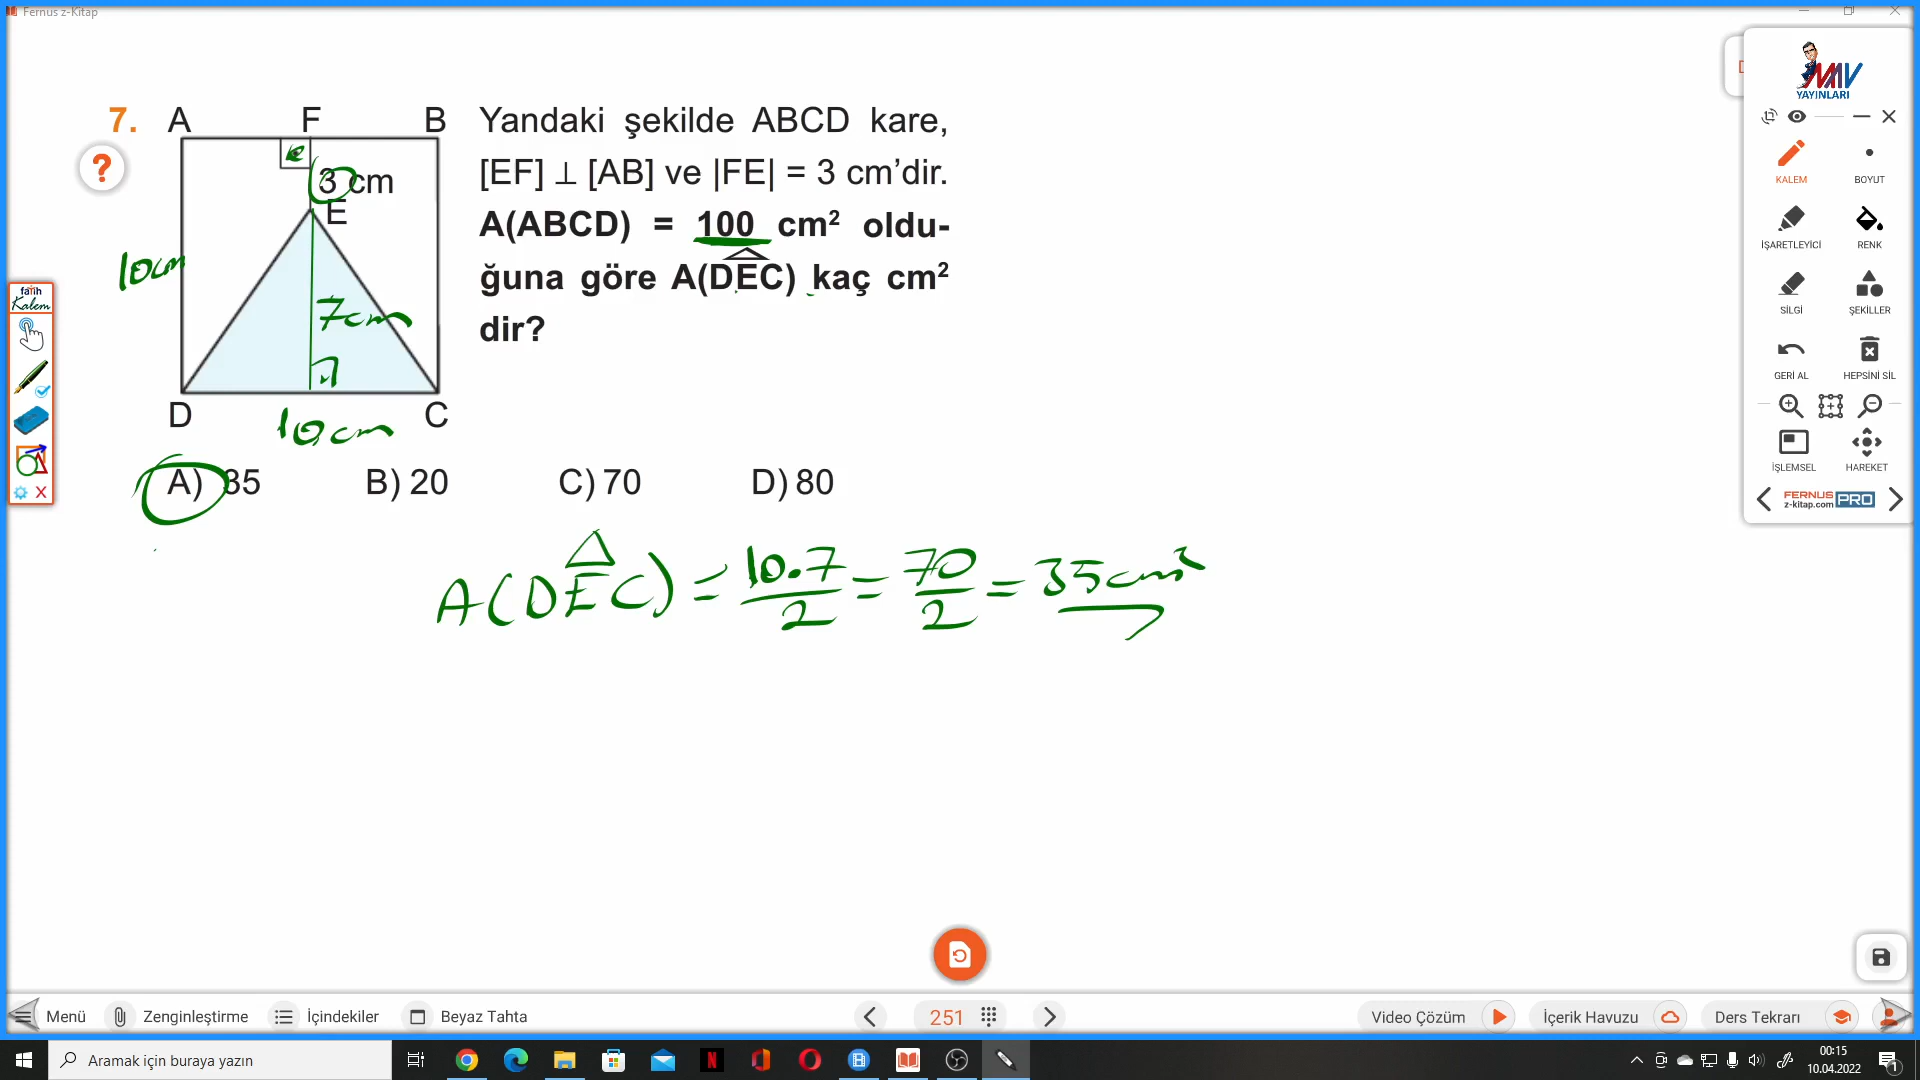 Fernus z-Kitap
7. A F B
3 cm
E
D C
10cm
7cm
10cm
Yandaki şekilde ABCD kare,
[EF] ⊥ [AB] ve |FE| = 3 cm’dir.
A(ABCD) = 100 cm² oldu-
ğuna göre A(DEC) kaç cm²
dir?
A) 35 B) 20 C) 70 D) 80
A(DEC) = 10.7/2 = 70/2 = 35cm²
fatih
Kalem
MAV
YAYINLARI
KALEM BOYUT
İŞARETLEYİCİ RENK
SİLGİ ŞEKİLLER
GERİ AL HEPSİNİ SİL
İŞLEMSEL HAREKET
FERNUS PRO
z-kitap.com
Menü Zenginleştirme İçindekiler Beyaz Tahta 251 Video Çözüm İçerik Havuzu Ders Tekrarı
Aramak için buraya yazın
00:15
10.04.2022
1